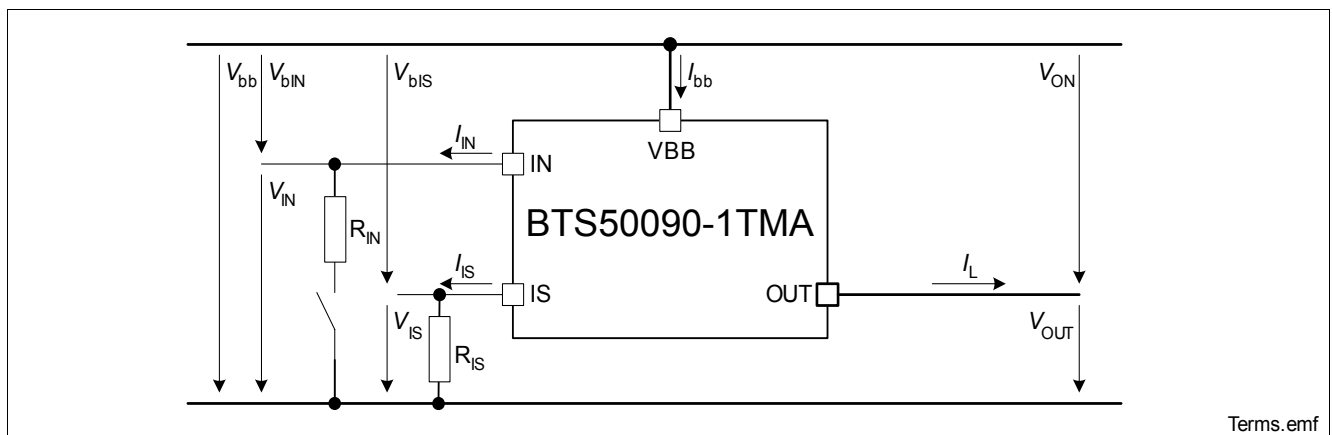 Vbb
VbIN
VbIS
Ibb
VON
VBB
IIN
IN
VIN
BTS50090-1TMA
RIN
IIS
IS
OUT
IL
VIS
RIS
VOUT
Terms.emf